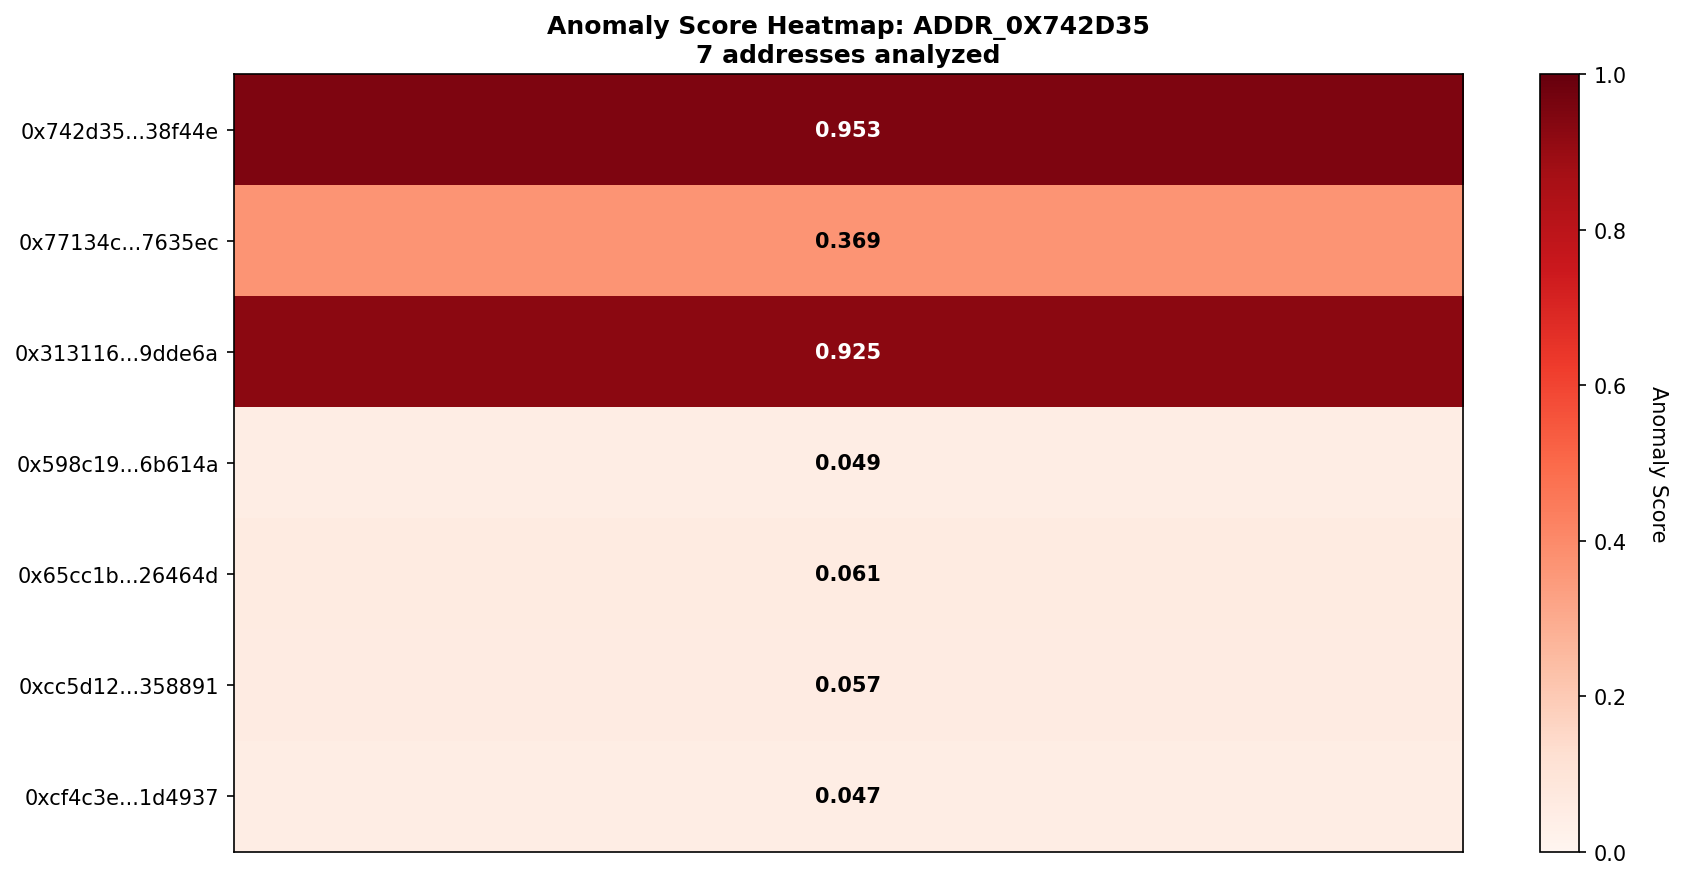 Anomaly Score Heatmap: ADDR_0X742D35
7 addresses analyzed
0x742d35...38f44e
0.953
0x77134c...7635ec
0.369
0x313116...9dde6a
0.925
0x598c19...6b614a
0.049
0x65cc1b...26464d
0.061
0xcc5d12...358891
0.057
0xcf4c3e...1d4937
0.047
1.0
0.8
0.6
0.4
0.2
0.0
Anomaly Score